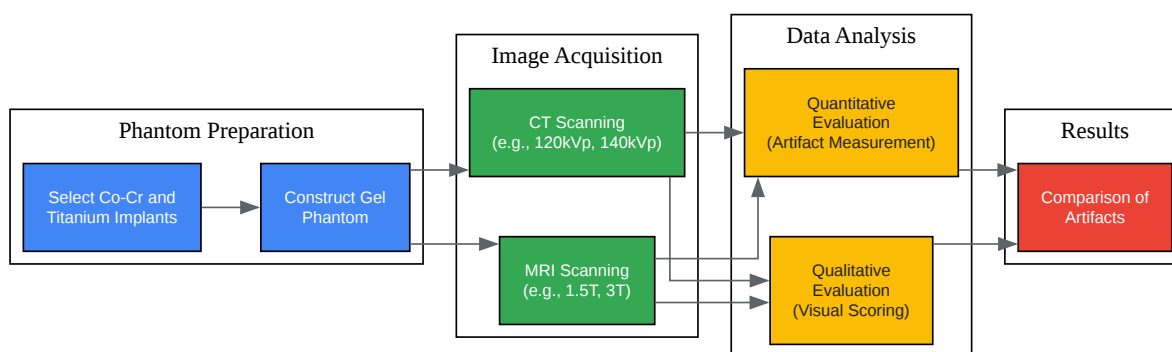 Phantom Preparation
Select Co-Cr and
Titanium Implants
Construct Gel
Phantom
Image Acquisition
CT Scanning
(e.g., 120kVp, 140kVp)
MRI Scanning
(e.g., 1.5T, 3T)
Data Analysis
Quantitative
Evaluation
(Artifact Measurement)
Qualitative
Evaluation
(Visual Scoring)
Results
Comparison of
Artifacts